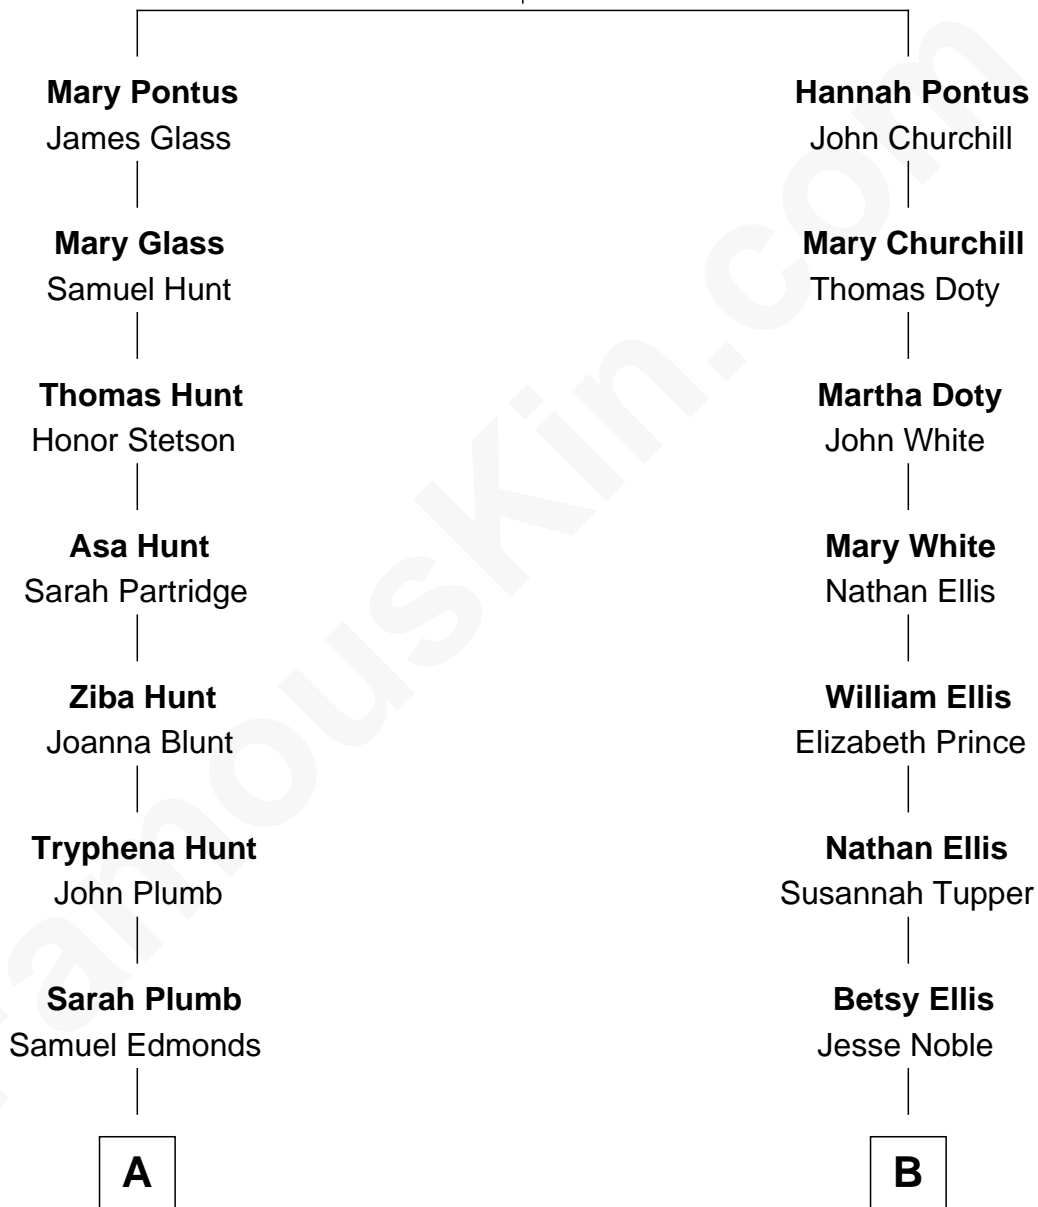 Mary Pontus
James Glass
Mary Glass
Samuel Hunt
Thomas Hunt
Honor Stetson
Asa Hunt
Sarah Partridge
Ziba Hunt
Joanna Blunt
Tryphena Hunt
John Plumb
Sarah Plumb
Samuel Edmonds
A
Hannah Pontus
John Churchill
Mary Churchill
Thomas Doty
Martha Doty
John White
Mary White
Nathan Ellis
William Ellis
Elizabeth Prince
Nathan Ellis
Susannah Tupper
Betsy Ellis
Jesse Noble
B
FamousKin.com